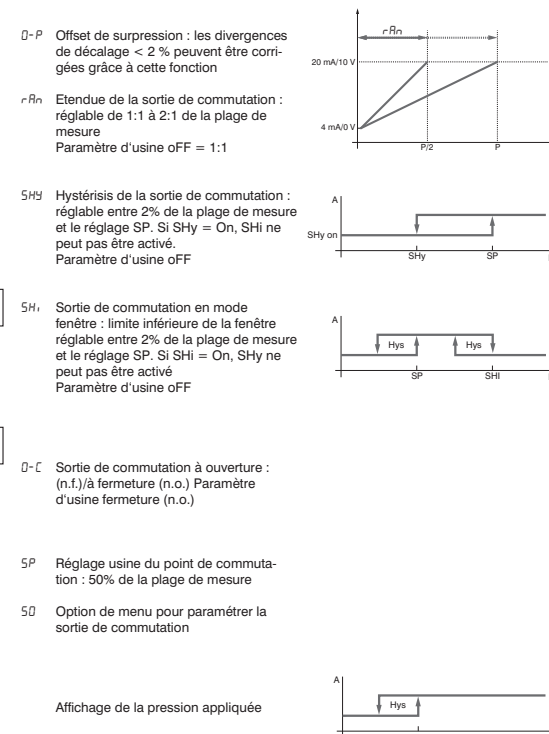 0-P Offset de surpression : les divergences
de décalage < 2 % peuvent être corri-
gées grâce à cette fonction
rAn
20 mA/10 V
4 mA/0 V
P/2 P
rAn Etendue de la sortie de commutation :
réglable de 1:1 à 2:1 de la plage de
mesure
Paramètre d'usine oFF = 1:1
SHY Hystérisis de la sortie de commutation :
réglable entre 2% de la plage de mesure
et le réglage SP. Si SHy = On, SHi ne
peut pas être activé.
Paramètre d'usine oFF
A
SHy on
SHy SP
SHi Sortie de commutation en mode
fenêtre : limite inférieure de la fenêtre
réglable entre 2% de la plage de mesure
et le réglage SP. Si SHi = On, SHy ne
peut pas être activé
Paramètre d'usine oFF
A
Hys Hys
SP SHI
0-C Sortie de commutation à ouverture :
(n.f.)/à fermeture (n.o.) Paramètre
d'usine fermeture (n.o.)
SP Réglage usine du point de commuta-
tion : 50% de la plage de mesure
SO Option de menu pour paramétrer la
sortie de commutation
Affichage de la pression appliquée
A
Hys